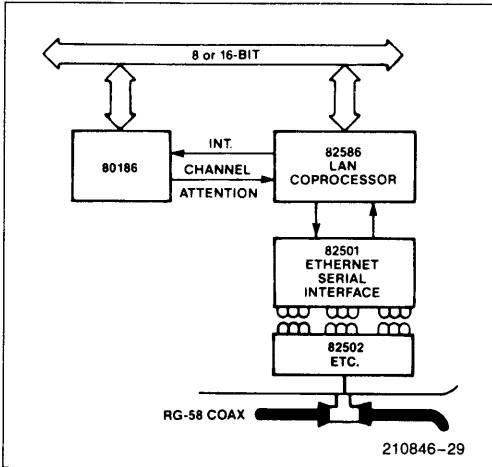 8 or 16-BIT
80186
INT.
CHANNEL
ATTENTION
82586
LAN
COPROCESSOR
82501
ETHERNET
SERIAL
INTERFACE
82502
ETC.
RG-58 COAX
210846-29